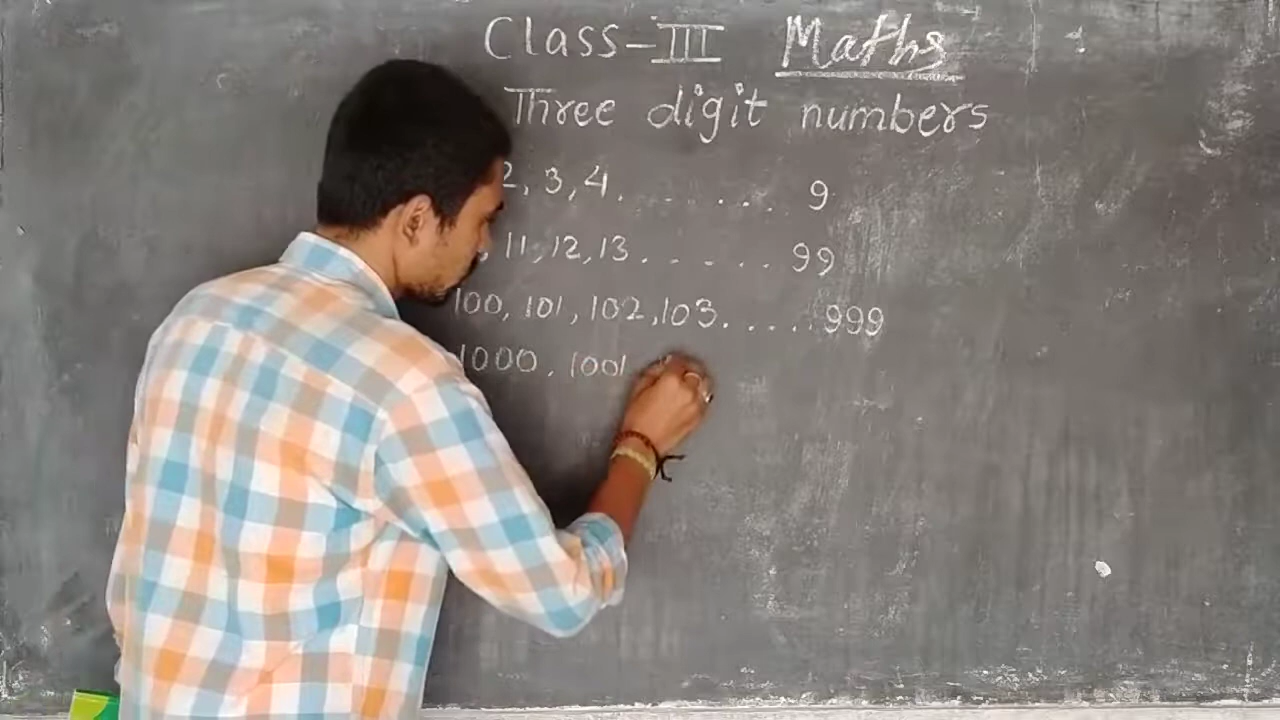 Class-III Maths
Three digit numbers
2, 3, 4. . . . . . . 9
, 11, 12, 13. . . . . . 99
100, 101, 102, 103. . . . 999
1000, 1001